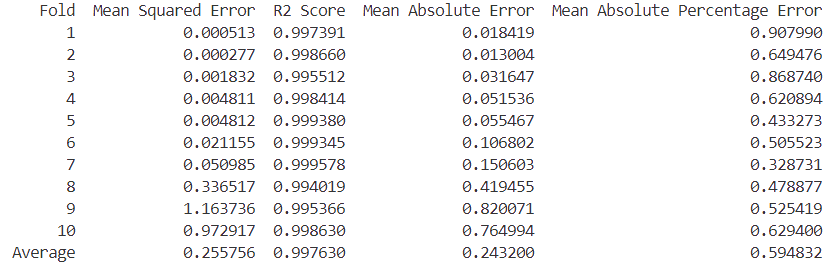 Fold Mean Squared Error R2 Score Mean Absolute Error Mean Absolute Percentage Error
1 0.000513 0.997391 0.018419 0.907990
2 0.000277 0.998660 0.013004 0.649476
3 0.001832 0.995512 0.031647 0.868740
4 0.004811 0.998414 0.051536 0.620894
5 0.004812 0.999380 0.055467 0.433273
6 0.021155 0.999345 0.106802 0.505523
7 0.050985 0.999578 0.150603 0.328731
8 0.336517 0.994019 0.419455 0.478877
9 1.163736 0.995366 0.820071 0.525419
10 0.972917 0.998630 0.764994 0.629400
Average 0.255756 0.997630 0.243200 0.594832